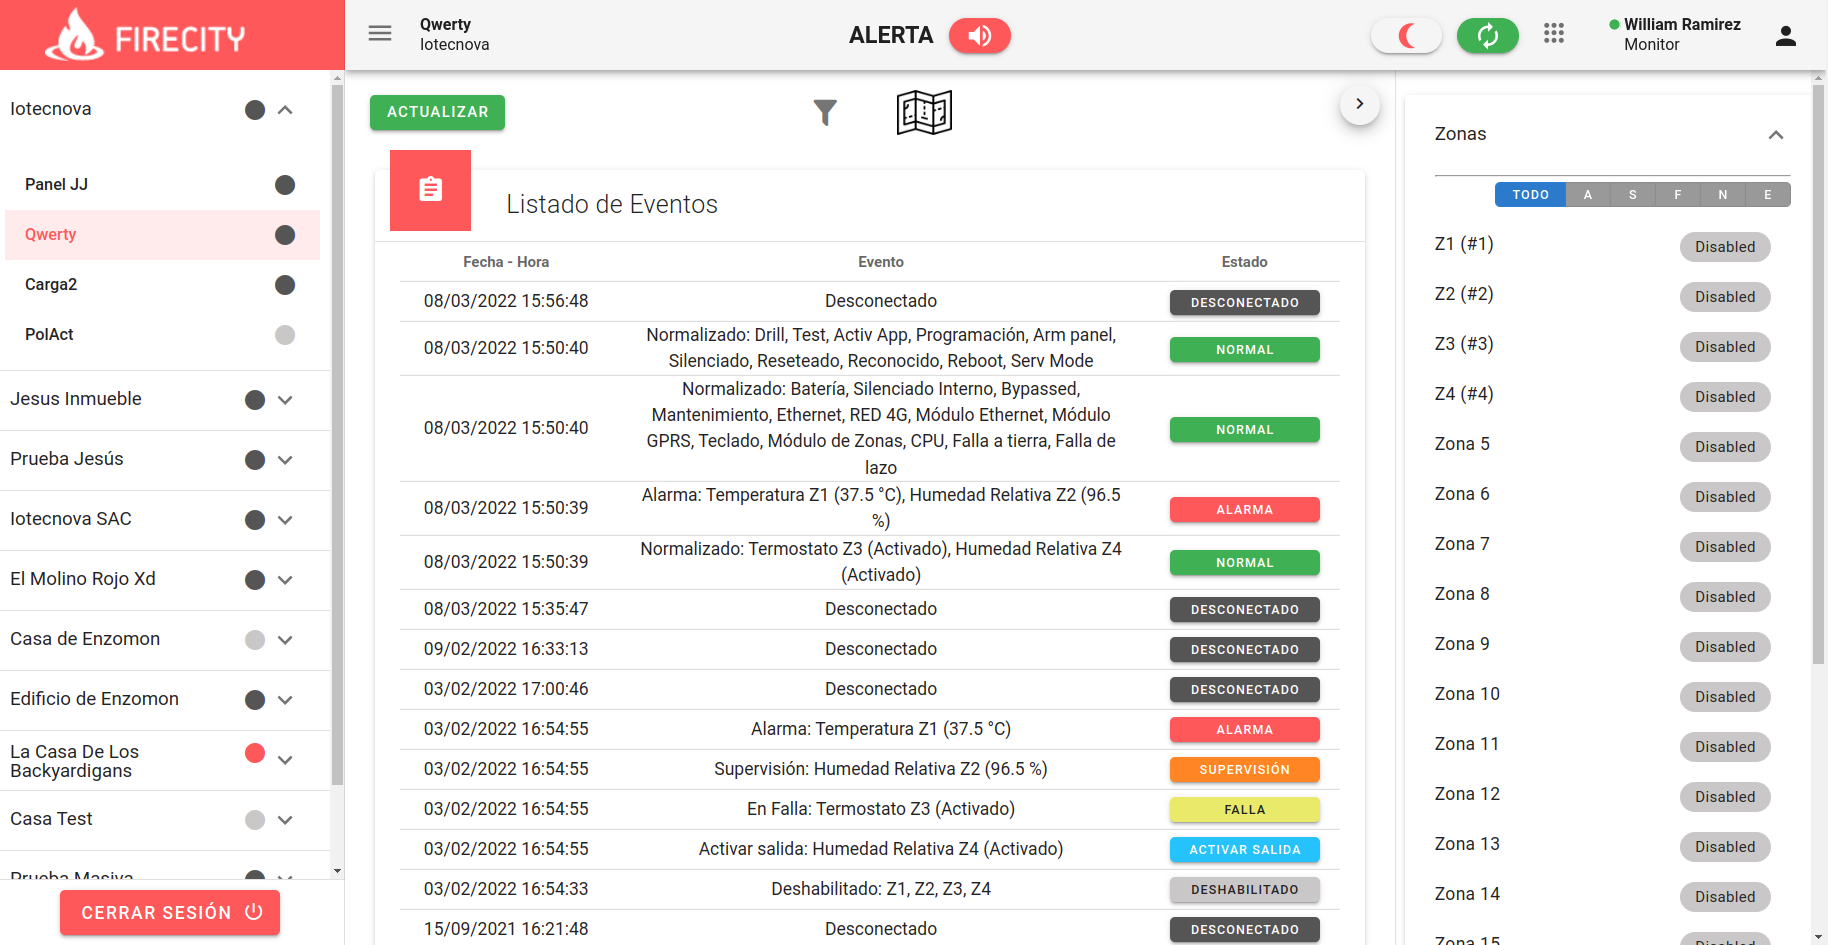 FIRECITY
Qwerty
Iotecnova
ALERTA
William Ramirez
Monitor
Iotecnova
Panel JJ
Qwerty
Carga2
PolAct
Jesus Inmueble
Prueba Jesús
Iotecnova SAC
El Molino Rojo Xd
Casa de Enzomon
Edificio de Enzomon
La Casa De Los
Backyardigans
Casa Test
Prueba Masiva
CERRAR SESIÓN
ACTUALIZAR
Listado de Eventos
Fecha - Hora Evento Estado
08/03/2022 15:56:48 Desconectado DESCONECTADO
08/03/2022 15:50:40 Normalizado: Drill, Test, Activ App, Programación, Arm panel, NORMAL
Silenciado, Reseteado, Reconocido, Reboot, Serv Mode
Normalizado: Batería, Silenciado Interno, Bypassed,
Mantenimiento, Ethernet, RED 4G, Módulo Ethernet, Módulo
08/03/2022 15:50:40 GPRS, Teclado, Módulo de Zonas, CPU, Falla a tierra, Falla de NORMAL
lazo
08/03/2022 15:50:39 Alarma: Temperatura Z1 (37.5 °C), Humedad Relativa Z2 (96.5 ALARMA
%)
08/03/2022 15:50:39 Normalizado: Termostato Z3 (Activado), Humedad Relativa Z4 NORMAL
(Activado)
08/03/2022 15:35:47 Desconectado DESCONECTADO
09/02/2022 16:33:13 Desconectado DESCONECTADO
03/02/2022 17:00:46 Desconectado DESCONECTADO
03/02/2022 16:54:55 Alarma: Temperatura Z1 (37.5 °C) ALARMA
03/02/2022 16:54:55 Supervisión: Humedad Relativa Z2 (96.5 %) SUPERVISIÓN
03/02/2022 16:54:55 En Falla: Termostato Z3 (Activado) FALLA
03/02/2022 16:54:55 Activar salida: Humedad Relativa Z4 (Activado) ACTIVAR SALIDA
03/02/2022 16:54:33 Deshabilitado: Z1, Z2, Z3, Z4 DESHABILITADO
15/09/2021 16:21:48 Desconectado DESCONECTADO
Zonas
TODO A S F N E
Z1 (#1) Disabled
Z2 (#2) Disabled
Z3 (#3) Disabled
Z4 (#4) Disabled
Zona 5 Disabled
Zona 6 Disabled
Zona 7 Disabled
Zona 8 Disabled
Zona 9 Disabled
Zona 10 Disabled
Zona 11 Disabled
Zona 12 Disabled
Zona 13 Disabled
Zona 14 Disabled
Zona 15 Disabled